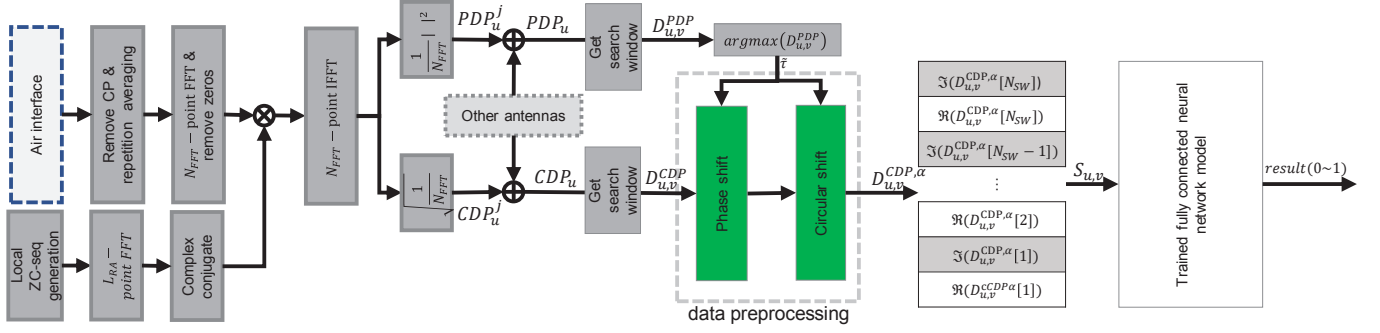 Air interface
Remove CP &
repetition averaging
N_FFT − point FFT &
remove zeros
N_FFT − point IFFT
1/N_FFT | |²
PDP_u^j
PDP_u
Get
search
window
D_{u,v}^{PDP}
argmax(D_{u,v}^{PDP})
τ̃
Other antennas
√(1/N_FFT)
CDP_u^j
CDP_u
Get
search
window
D_{u,v}^{CDP}
Phase shift
Circular shift
data preprocessing
D_{u,v}^{CDP,α}
ℑ(D_{u,v}^{CDP,α}[N_SW])
ℜ(D_{u,v}^{CDP,α}[N_SW])
ℑ(D_{u,v}^{CDP,α}[N_SW − 1])
⋮
ℜ(D_{u,v}^{CDP,α}[2])
ℑ(D_{u,v}^{CDP,α}[1])
ℜ(D_{u,v}^{cCDPα}[1])
S_{u,v}
Trained fully connected neural
network model
result(0~1)
Local
ZC-seq
generation
L_RA −
point FFT
Complex
conjugate